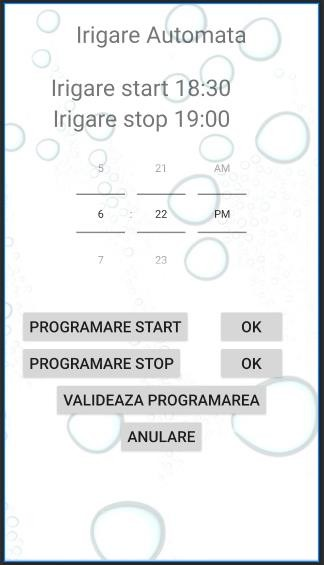 Irigare Automata
Irigare start 18:30
Irigare stop 19:00
5 21 AM
6 : 22 PM
7 23
PROGRAMARE START OK
PROGRAMARE STOP OK
VALIDEAZA PROGRAMAREA
ANULARE